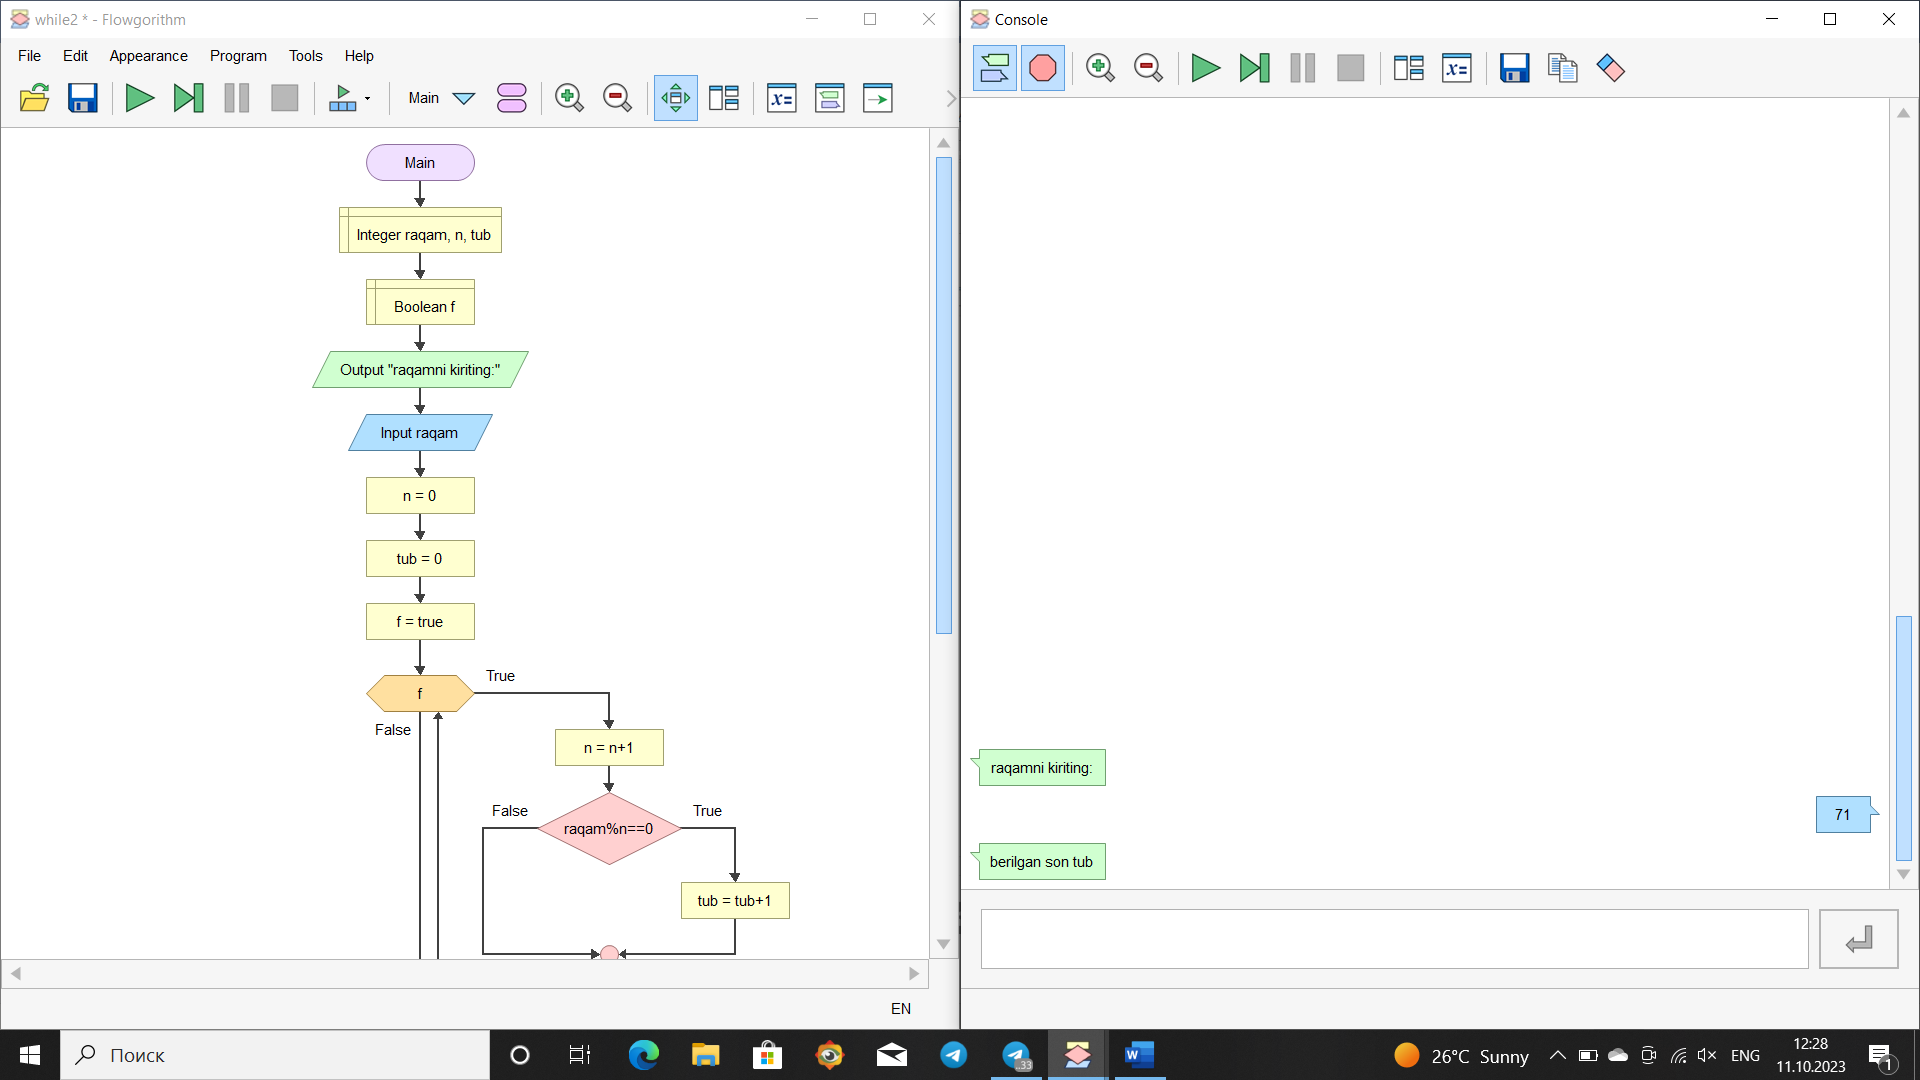 while2 * - Flowgorithm
File Edit Appearance Program Tools Help
Main
Main
Integer raqam, n, tub
Boolean f
Output "raqamni kiriting:"
Input raqam
n = 0
tub = 0
f = true
f
True
False
n = n+1
False
True
raqam%n==0
tub = tub+1
EN
Console
x=
x=
raqamni kiriting:
71
berilgan son tub
Поиск
33
W
26°C Sunny
ENG
12:28
11.10.2023
1